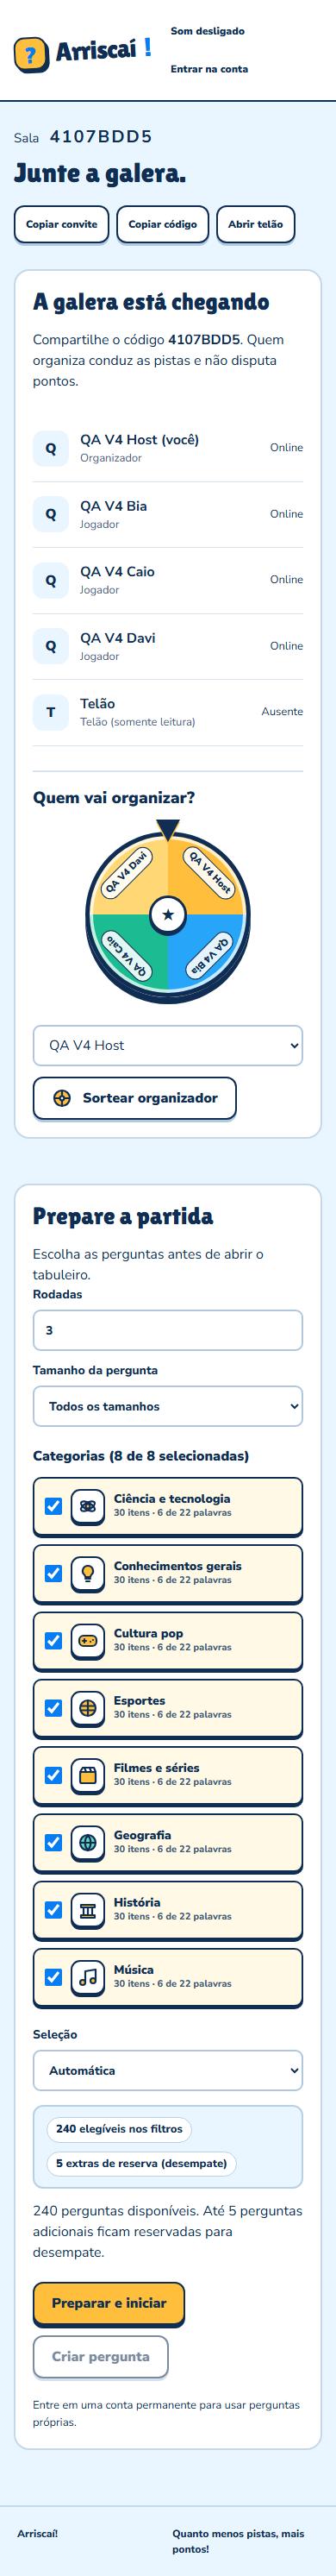 ? Arriscaí !
Som desligado
Entrar na conta
Sala 4107BDD5
Junte a galera.
Copiar convite
Copiar código
Abrir telão
A galera está chegando
Compartilhe o código 4107BDD5. Quem
organiza conduz as pistas e não disputa
pontos.
Q QA V4 Host (você)
Organizador
Online
Q QA V4 Bia
Jogador
Online
Q QA V4 Caio
Jogador
Online
Q QA V4 Davi
Jogador
Online
T Telão
Telão (somente leitura)
Ausente
Quem vai organizar?
QA V4 Davi
QA V4 Host
QA V4 Caio
QA V4 Bia
QA V4 Host
Sortear organizador
Prepare a partida
Escolha as perguntas antes de abrir o
tabuleiro.
Rodadas
3
Tamanho da pergunta
Todos os tamanhos
Categorias (8 de 8 selecionadas)
Ciência e tecnologia
30 itens · 6 de 22 palavras
Conhecimentos gerais
30 itens · 6 de 22 palavras
Cultura pop
30 itens · 6 de 22 palavras
Esportes
30 itens · 6 de 22 palavras
Filmes e séries
30 itens · 6 de 22 palavras
Geografia
30 itens · 6 de 22 palavras
História
30 itens · 6 de 22 palavras
Música
30 itens · 6 de 22 palavras
Seleção
Automática
240 elegíveis nos filtros
5 extras de reserva (desempate)
240 perguntas disponíveis. Até 5 perguntas
adicionais ficam reservadas para
desempate.
Preparar e iniciar
Criar pergunta
Entre em uma conta permanente para usar perguntas
próprias.
Arriscaí!
Quanto menos pistas, mais
pontos!